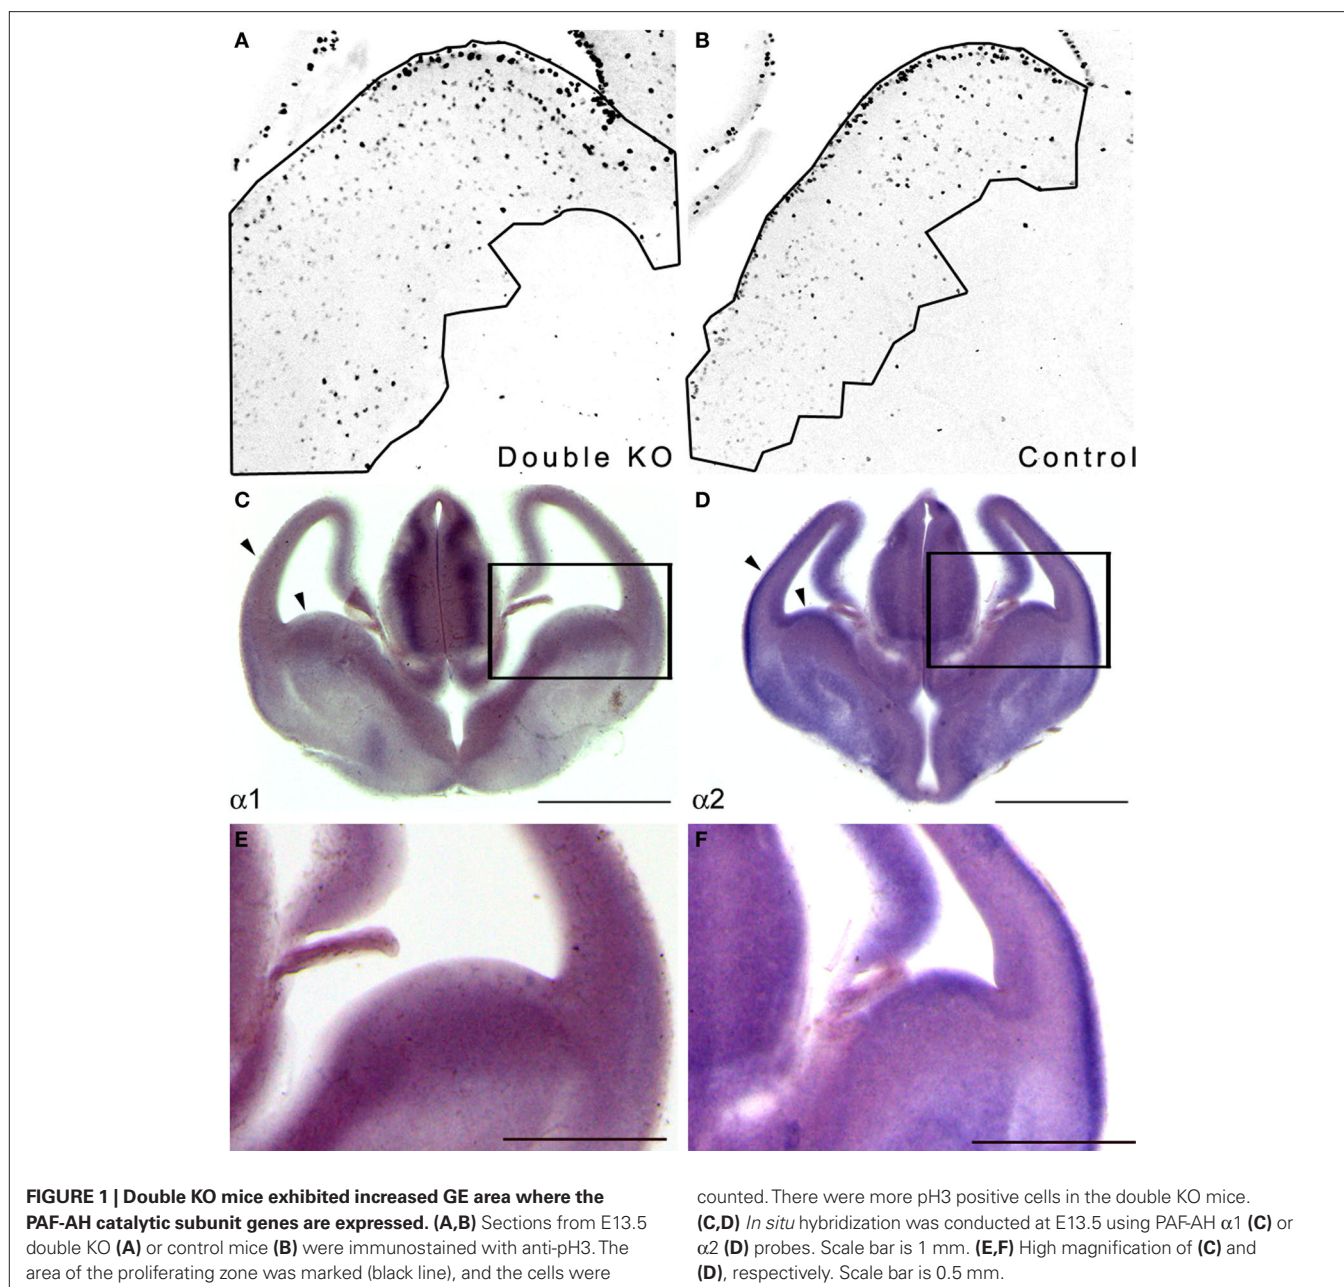 A
B
Double KO
Control
C
D
α1
α2
E
F
FIGURE 1 | Double KO mice exhibited increased GE area where the
PAF-AH catalytic subunit genes are expressed. (A,B) Sections from E13.5
double KO (A) or control mice (B) were immunostained with anti-pH3. The
area of the proliferating zone was marked (black line), and the cells were
counted. There were more pH3 positive cells in the double KO mice.
(C,D) In situ hybridization was conducted at E13.5 using PAF-AH α1 (C) or
α2 (D) probes. Scale bar is 1 mm. (E,F) High magnification of (C) and
(D), respectively. Scale bar is 0.5 mm.